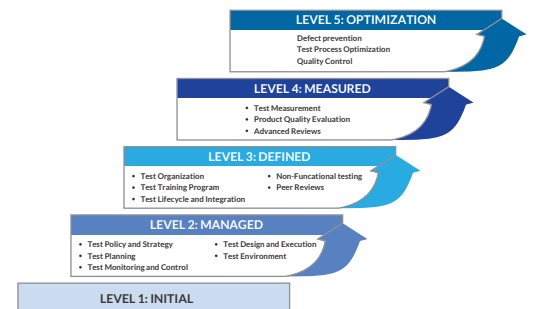 LEVEL 5: OPTIMIZATION
Defect prevention
Test Process Optimization
Quality Control
LEVEL 4: MEASURED
• Test Measurement
• Product Quality Evaluation
• Advanced Reviews
LEVEL 3: DEFINED
• Test Organization
• Test Training Program
• Test Lifecycle and Integration
• Non-Funcational testing
• Peer Reviews
LEVEL 2: MANAGED
• Test Policy and Strategy
• Test Planning
• Test Monitoring and Control
• Test Design and Execution
• Test Environment
LEVEL 1: INITIAL